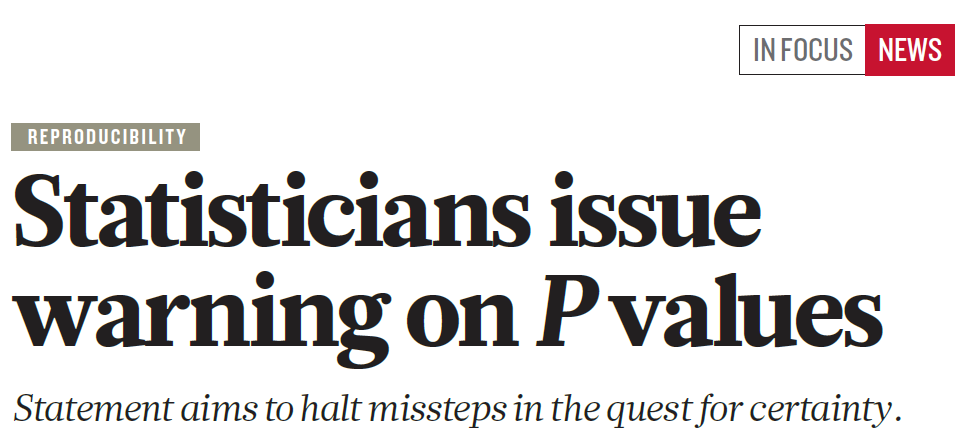 IN FOCUS NEWS
REPRODUCIBILITY
Statisticians issue
warning on P values
Statement aims to halt missteps in the quest for certainty.